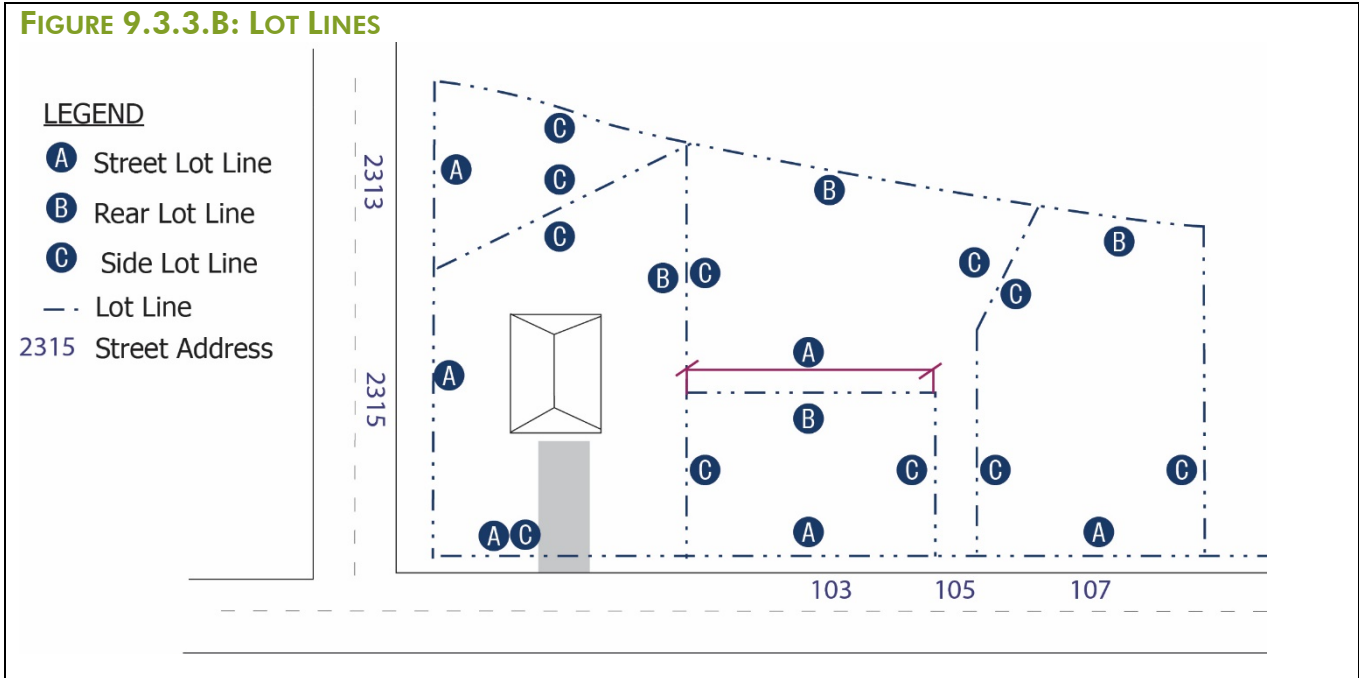 FIGURE 9.3.3.B: LOT LINES
LEGEND
A Street Lot Line
B Rear Lot Line
C Side Lot Line
Lot Line
2315 Street Address
2313
2315
C
A
C
C
B
B
C
B
C
C
A
A
B
C
C
C
C
A C
A
A
103 105 107